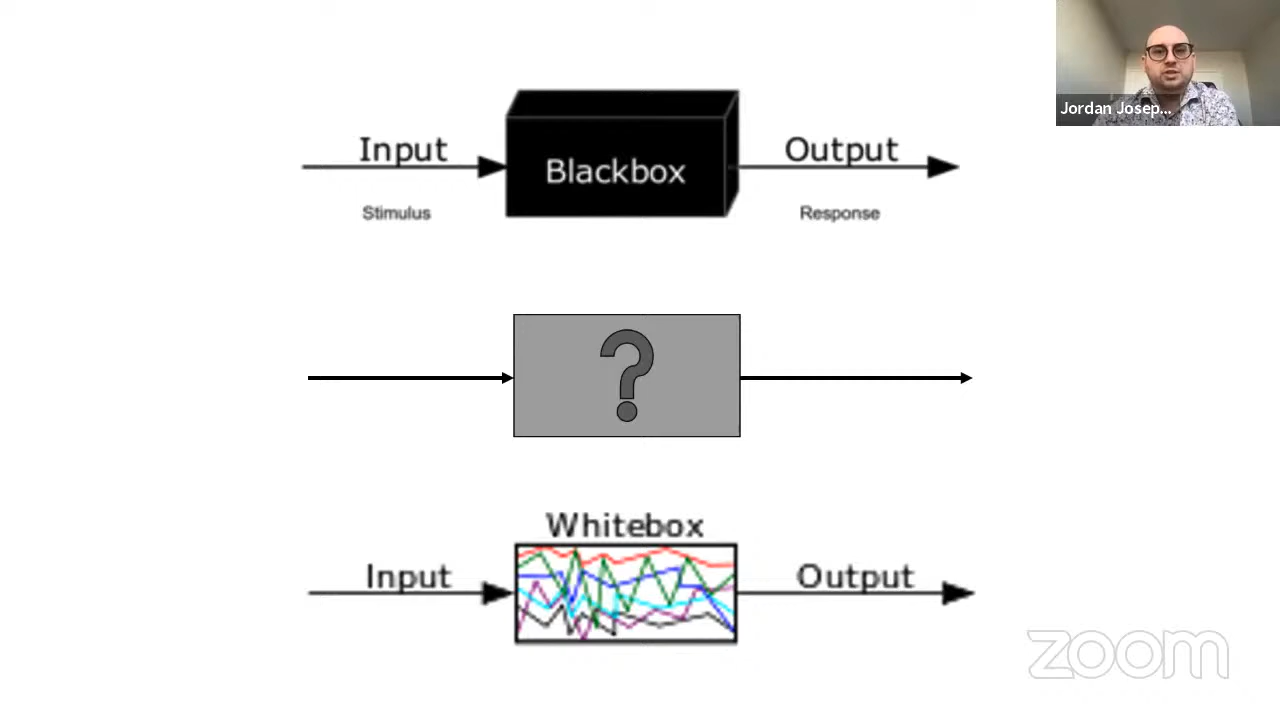 Jordan Josep...
Input
Blackbox
Output
Stimulus
Response
?
Whitebox
Input
Output
zoom